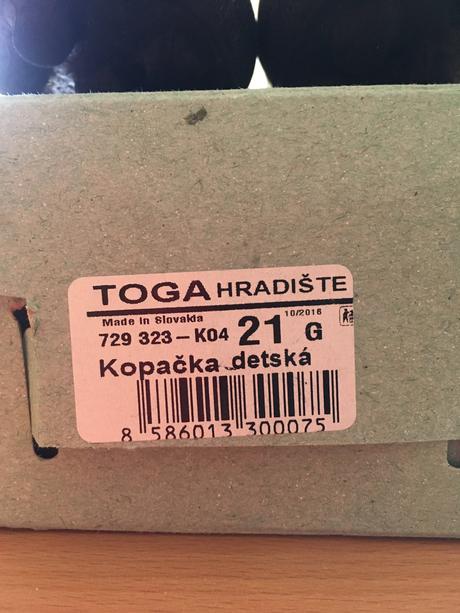 TOGA HRADIŠTE
Made in Slovakia 10/2016
729 323 – K04 21 G
Kopačka detská
8 586013 300075